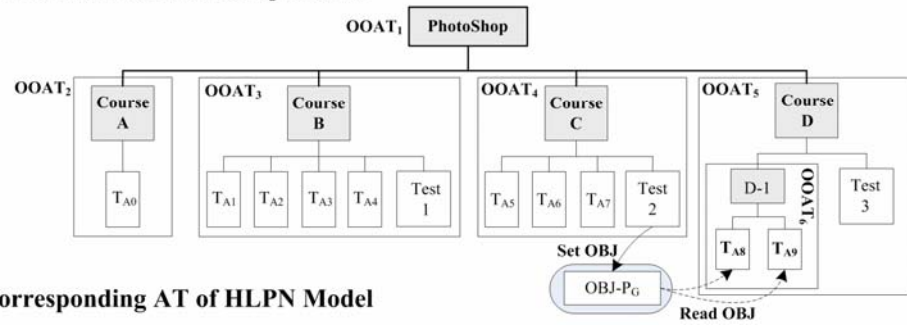 OOAT1 PhotoShop
OOAT2 OOAT3 OOAT4 OOAT5
Course A
Course B
Course C
Course D
TA0
TA1 TA2 TA3 TA4 Test 1
TA5 TA6 TA7 Test 2
D-1 OOAT6 Test 3
TA8 TA9
Set OBJ
OBJ-PG
Read OBJ
orresponding AT of HLPN Model